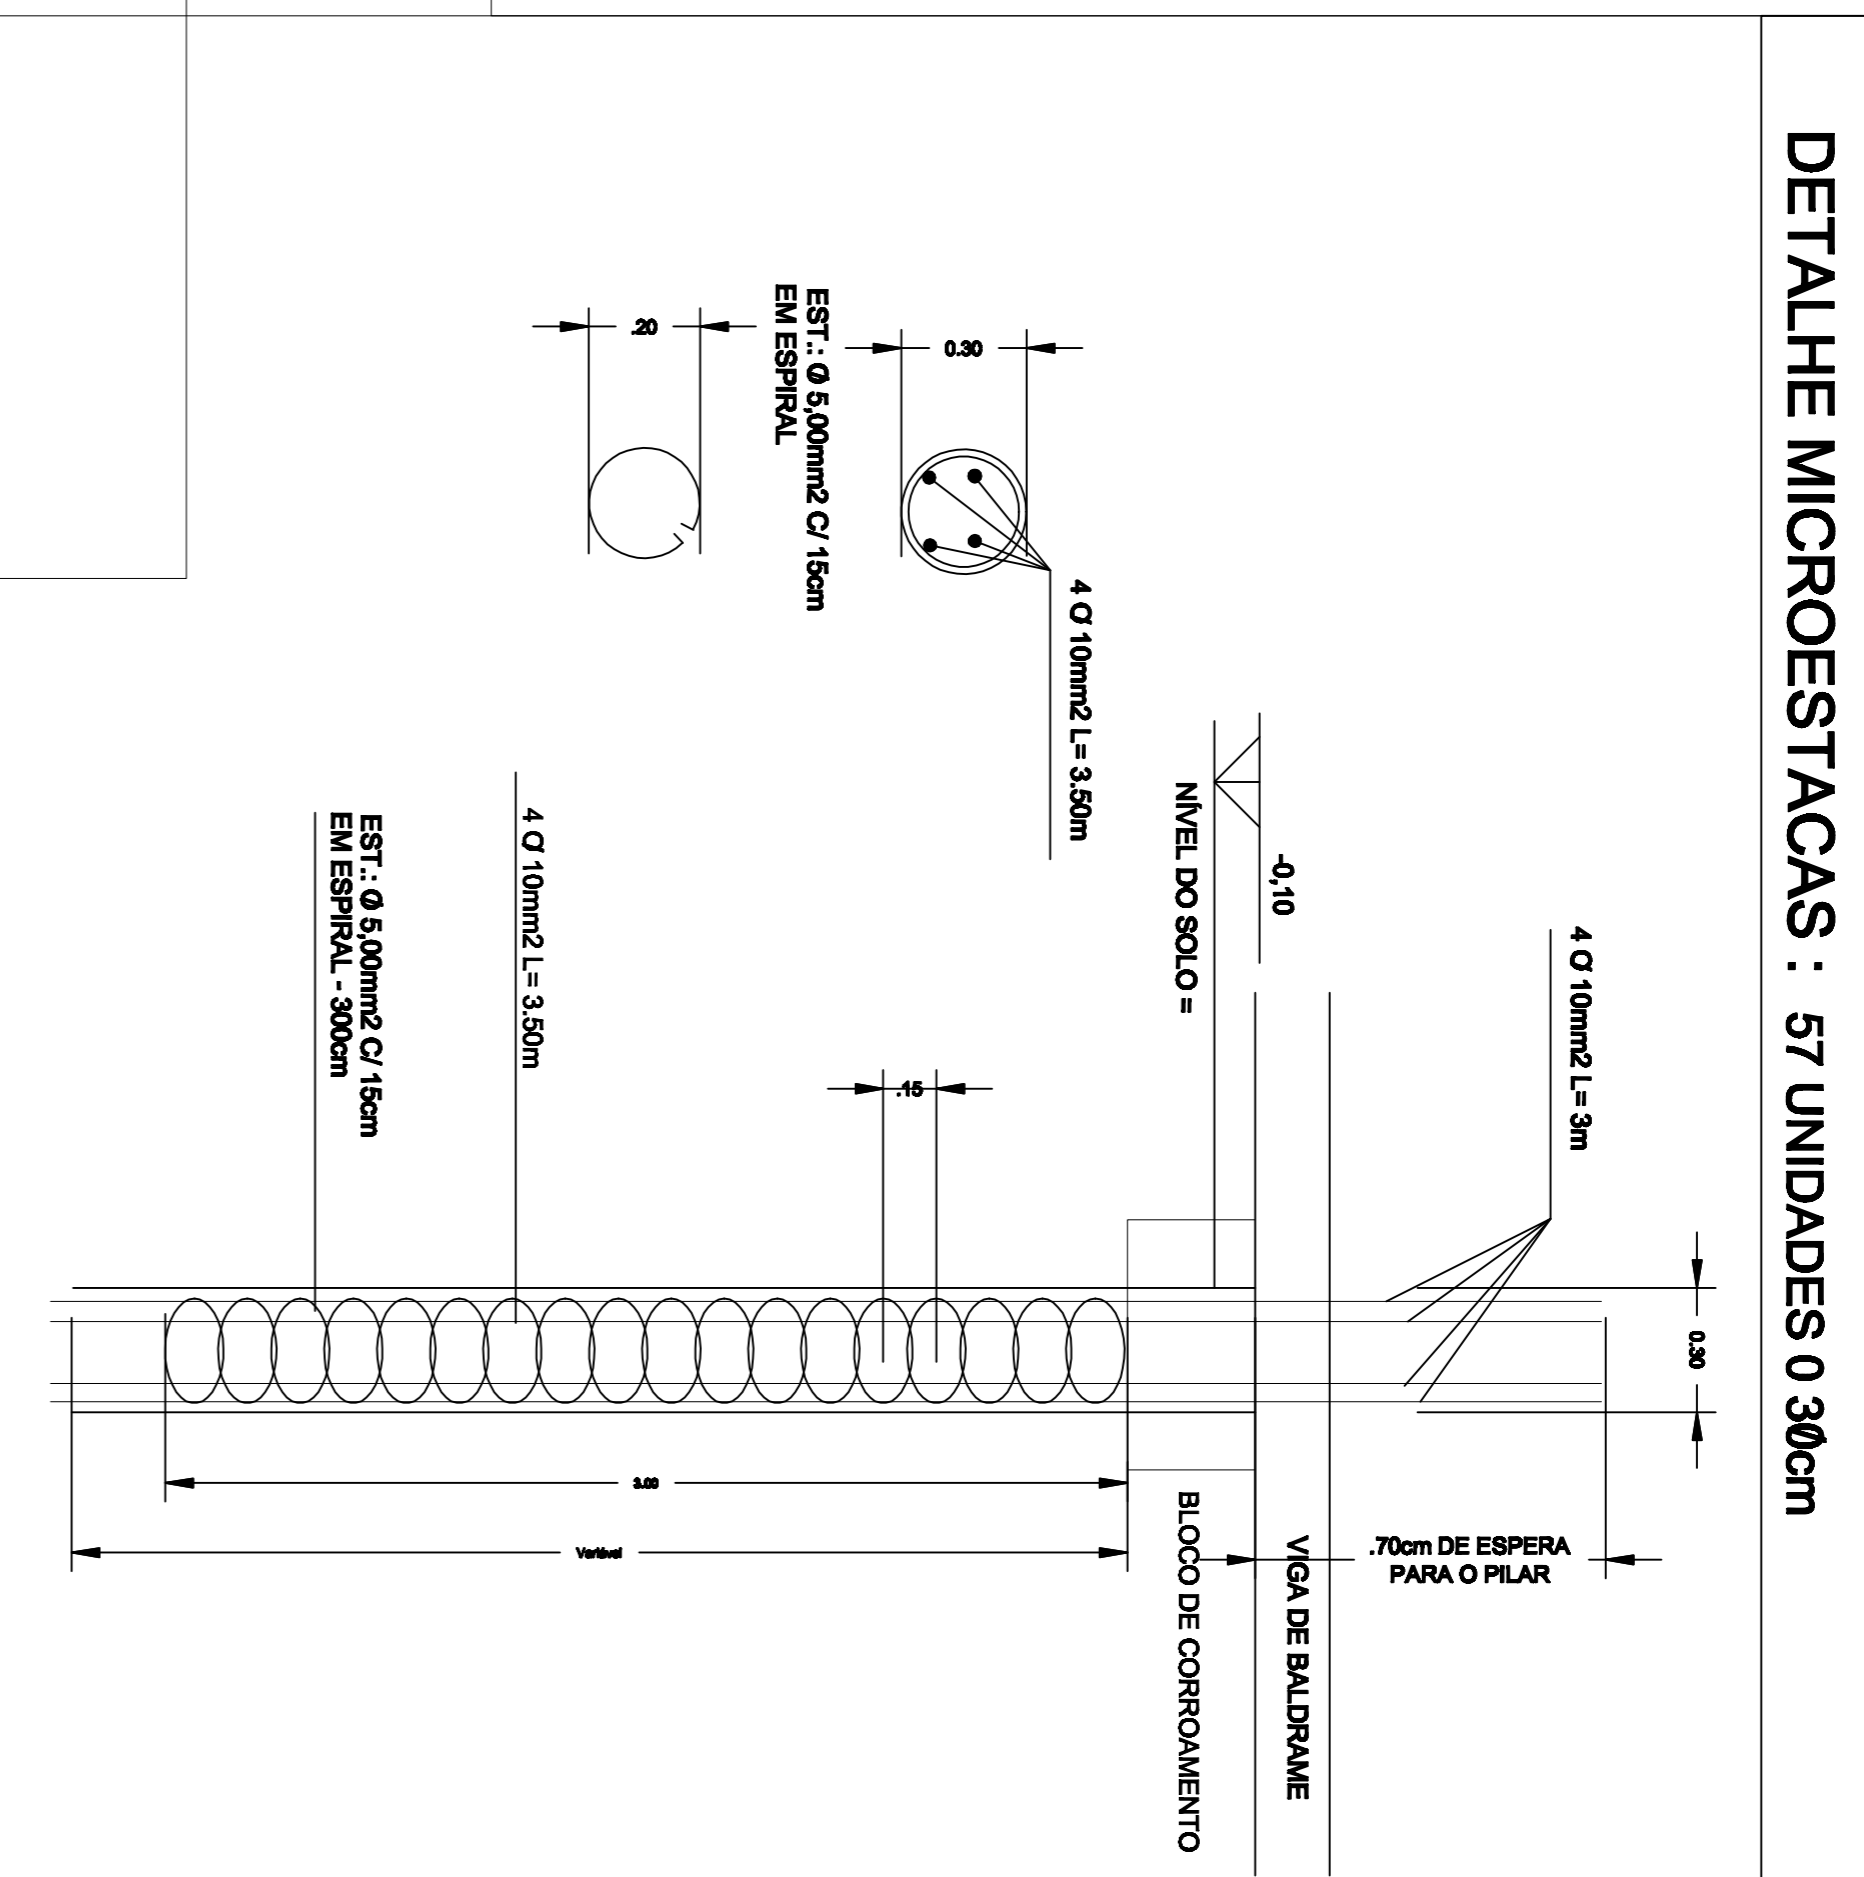 DETALHE MICROESTACAS : 57 UNIDADES 0 30cm
4 Ø 10mm2 L= 3m
0.30
.70cm DE ESPERA
PARA O PILAR
-0,10
NÍVEL DO SOLO =
VIGA DE BALDRAME
BLOCO DE CORROAMENTO
0.30
4 Ø 10mm2 L= 3.50m
EST.: Ø 5,00mm2 C/ 15cm
EM ESPIRAL
.20
.15
4 Ø 10mm2 L= 3.50m
EST.: Ø 5,00mm2 C/ 15cm
EM ESPIRAL - 300cm
3.00
Variável